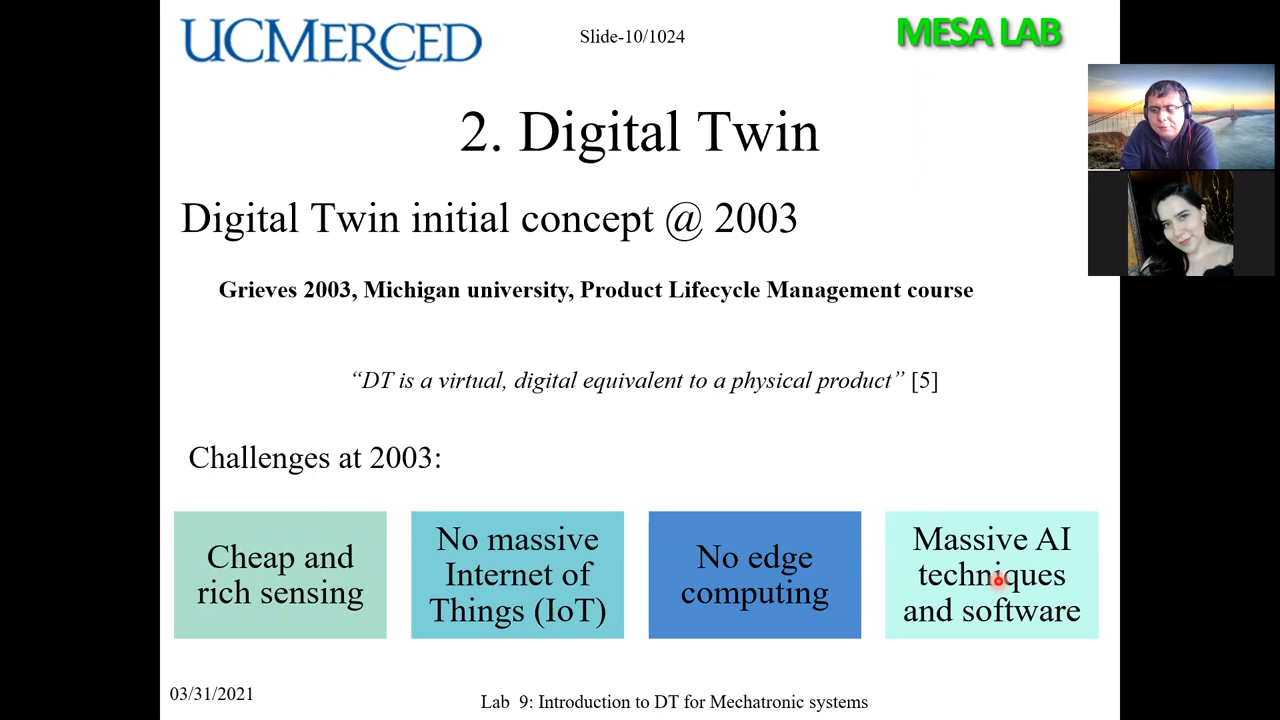 UCMERCED
Slide-10/1024
MESA LAB
2. Digital Twin
Digital Twin initial concept @ 2003
Grieves 2003, Michigan university, Product Lifecycle Management course
“DT is a virtual, digital equivalent to a physical product” [5]
Challenges at 2003:
Cheap and
rich sensing
No massive
Internet of
Things (IoT)
No edge
computing
Massive AI
techniques
and software
03/31/2021
Lab 9: Introduction to DT for Mechatronic systems